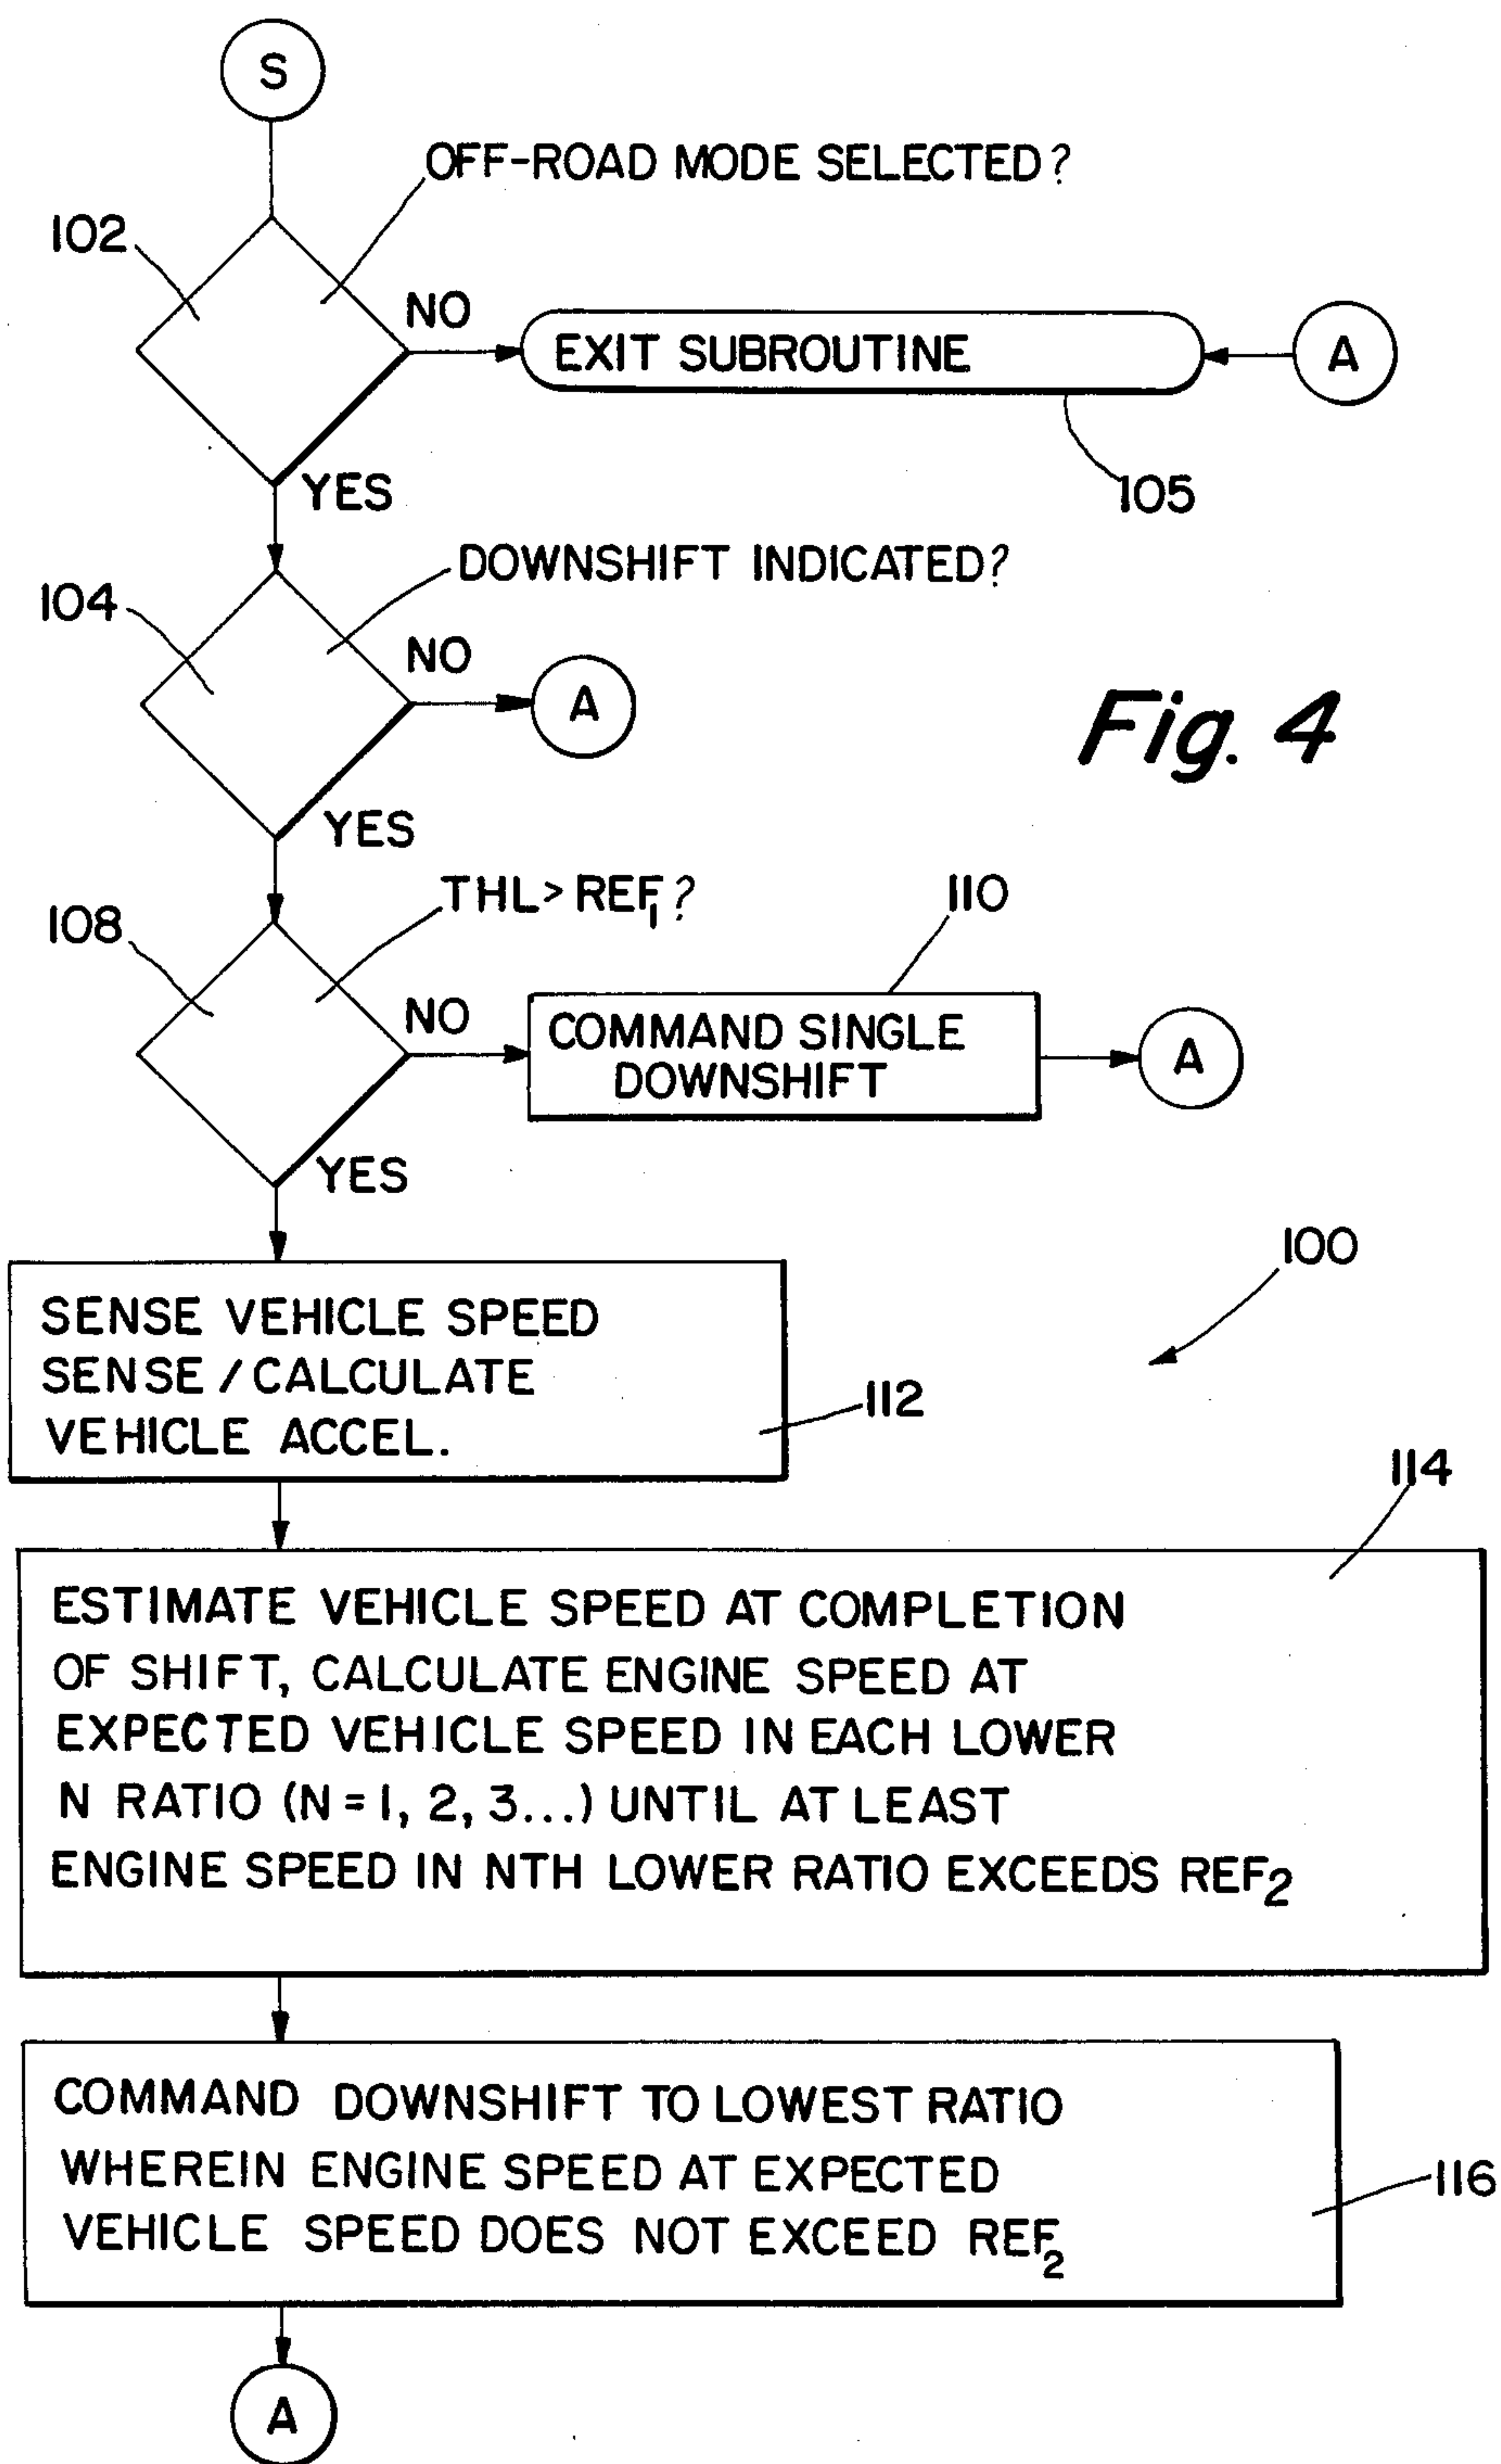 S
OFF-ROAD MODE SELECTED?
102
NO
EXIT SUBROUTINE
A
105
YES
DOWNSHIFT INDICATED?
104
NO
A
Fig. 4
YES
THL>REF₁?
108
110
NO
COMMAND SINGLE
DOWNSHIFT
A
YES
100
SENSE VEHICLE SPEED
SENSE/CALCULATE
VEHICLE ACCEL.
112
114
ESTIMATE VEHICLE SPEED AT COMPLETION
OF SHIFT, CALCULATE ENGINE SPEED AT
EXPECTED VEHICLE SPEED IN EACH LOWER
N RATIO (N=1, 2, 3...) UNTIL AT LEAST
ENGINE SPEED IN NTH LOWER RATIO EXCEEDS REF₂
COMMAND DOWNSHIFT TO LOWEST RATIO
WHEREIN ENGINE SPEED AT EXPECTED
VEHICLE SPEED DOES NOT EXCEED REF₂
116
A